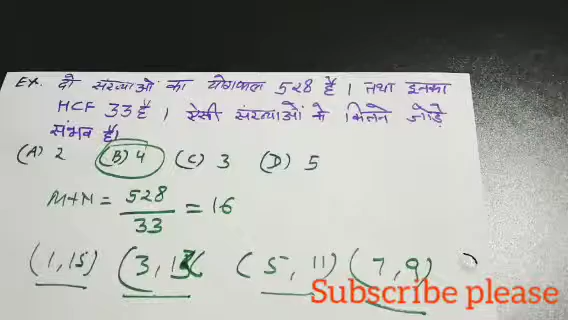 Ex. दो संख्याओं का योगफल 528 है । तथा इनका
HCF 33 है । ऐसी संख्याओं के कितने जोड़े
संभव है।
(A) 2 (B) 4 (C) 3 (D) 5
M+N = 528/33 = 16
(1,15) (3, (5, 11) (7, 9)
Subscribe please